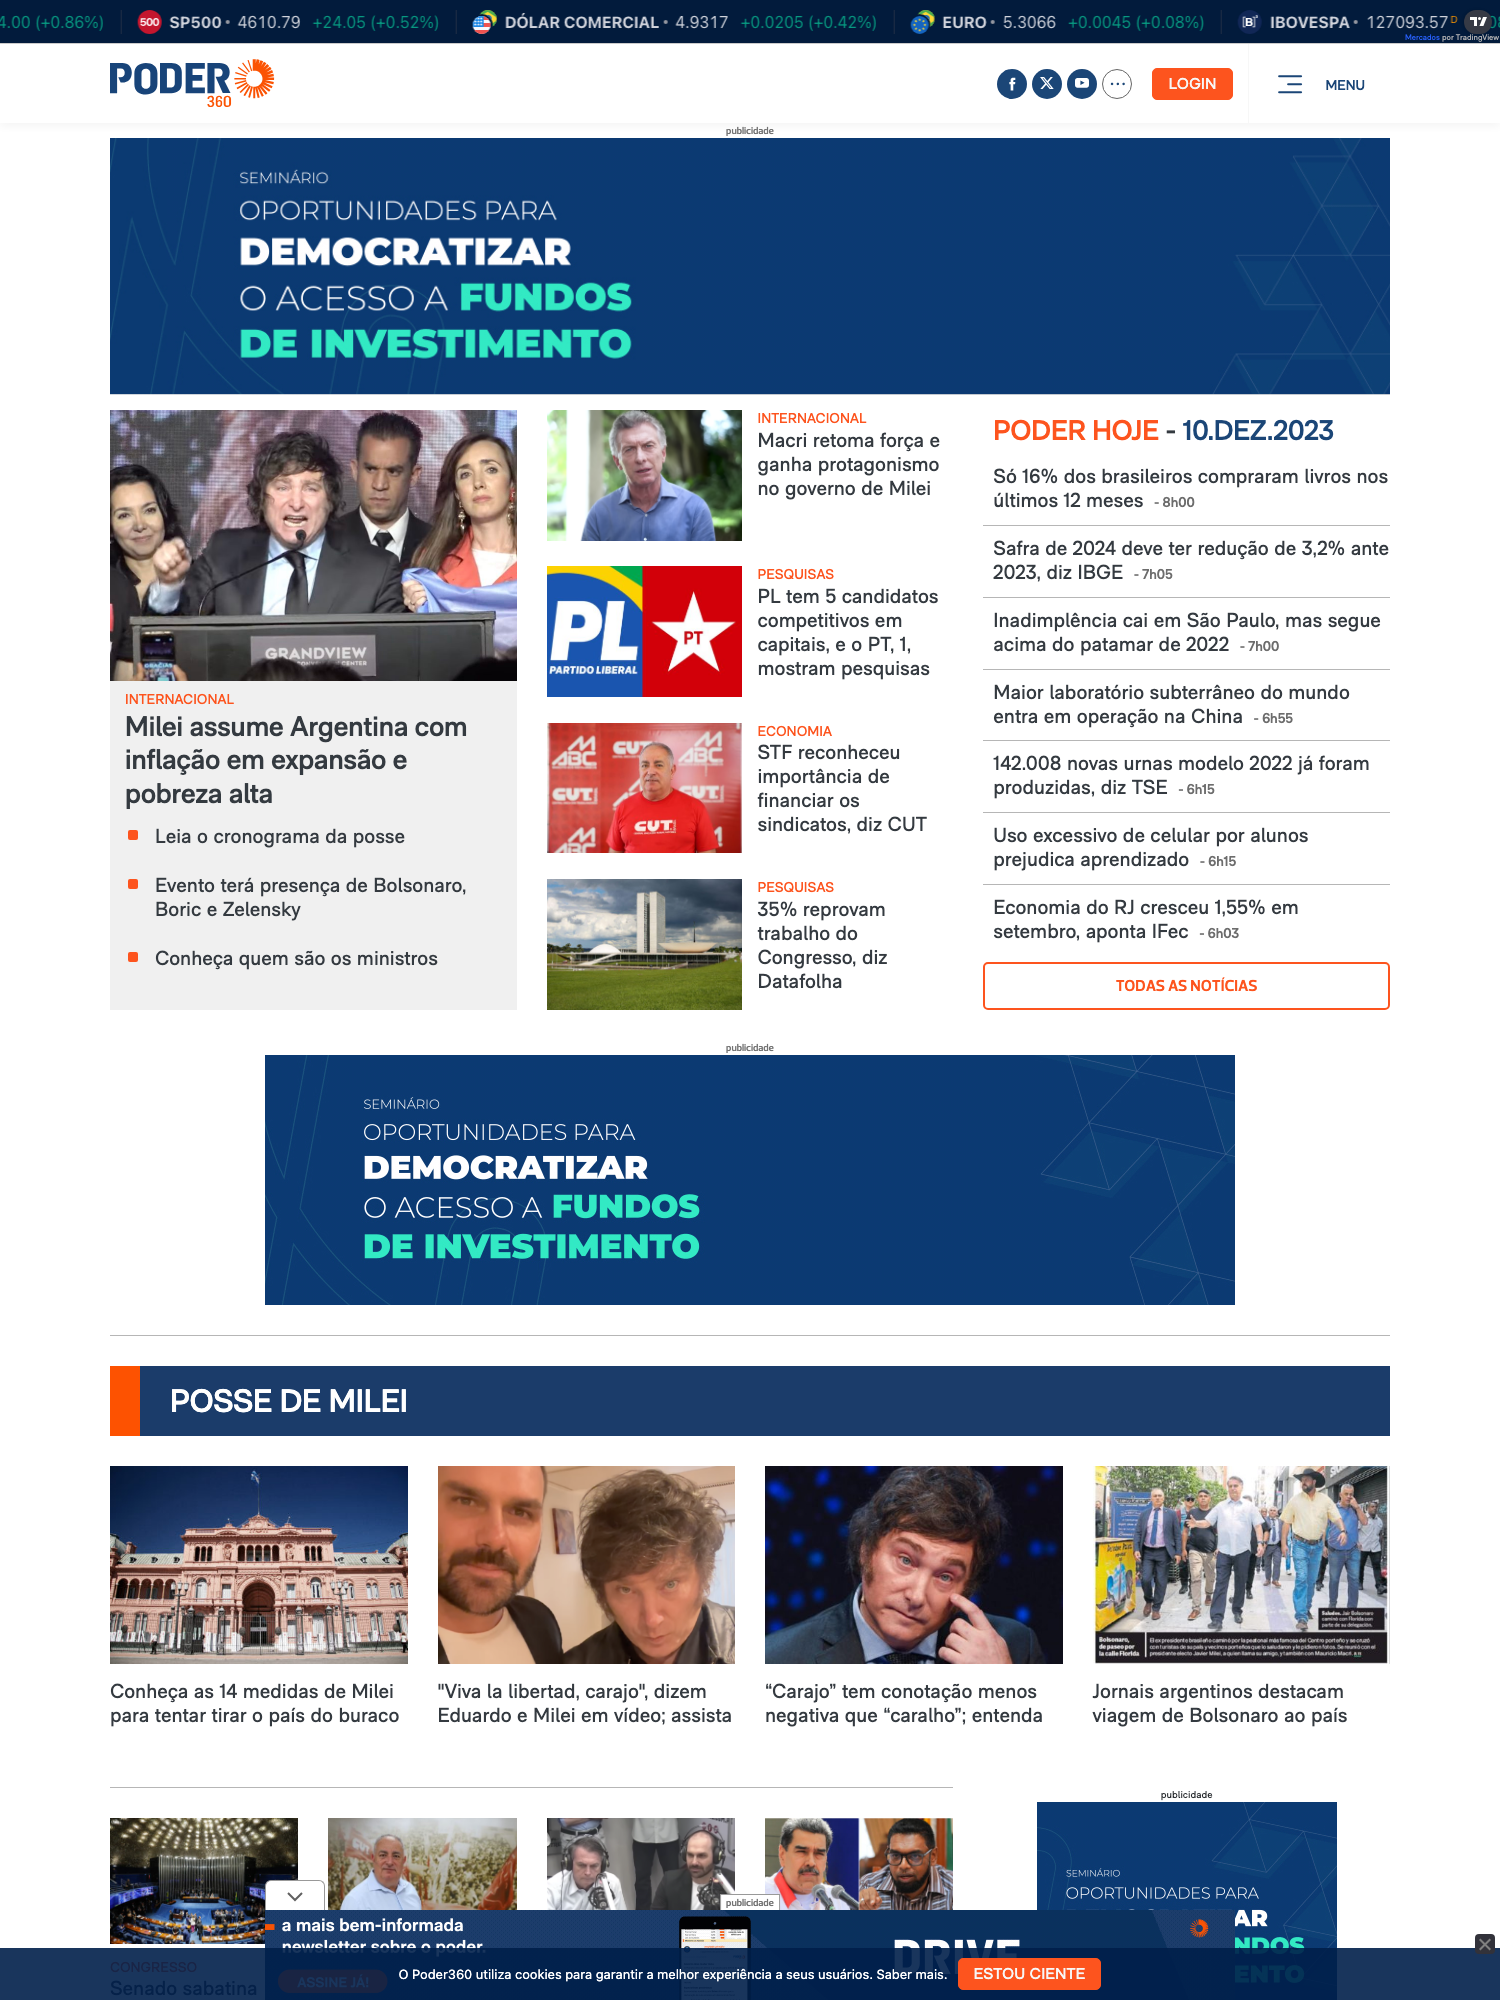 4.00 (+0.86%)
500 SP500 • 4610.79 +24.05 (+0.52%)
DÓLAR COMERCIAL • 4.9317 +0.0205 (+0.42%)
EURO • 5.3066 +0.0045 (+0.08%)
[B] IBOVESPA • 127093.57 D
Mercados por TradingView
PODER
360
LOGIN
MENU
publicidade
SEMINÁRIO
OPORTUNIDADES PARA
DEMOCRATIZAR
O ACESSO A FUNDOS
DE INVESTIMENTO
GRANDVIEW
INTERNACIONAL
Milei assume Argentina com
inflação em expansão e
pobreza alta
Leia o cronograma da posse
Evento terá presença de Bolsonaro,
Boric e Zelensky
Conheça quem são os ministros
INTERNACIONAL
Macri retoma força e
ganha protagonismo
no governo de Milei
PL
PARTIDO LIBERAL
PT
PESQUISAS
PL tem 5 candidatos
competitivos em
capitais, e o PT, 1,
mostram pesquisas
ABC
CUT
CUT
CUT
ECONOMIA
STF reconheceu
importância de
financiar os
sindicatos, diz CUT
PESQUISAS
35% reprovam
trabalho do
Congresso, diz
Datafolha
PODER HOJE - 10.DEZ.2023
Só 16% dos brasileiros compraram livros nos
últimos 12 meses - 8h00
Safra de 2024 deve ter redução de 3,2% ante
2023, diz IBGE - 7h05
Inadimplência cai em São Paulo, mas segue
acima do patamar de 2022 - 7h00
Maior laboratório subterrâneo do mundo
entra em operação na China - 6h55
142.008 novas urnas modelo 2022 já foram
produzidas, diz TSE - 6h15
Uso excessivo de celular por alunos
prejudica aprendizado - 6h15
Economia do RJ cresceu 1,55% em
setembro, aponta IFec - 6h03
TODAS AS NOTÍCIAS
publicidade
SEMINÁRIO
OPORTUNIDADES PARA
DEMOCRATIZAR
O ACESSO A FUNDOS
DE INVESTIMENTO
POSSE DE MILEI
Bolsonaro,
de paseo por
la calle Florida
Conheça as 14 medidas de Milei
para tentar tirar o país do buraco
"Viva la libertad, carajo", dizem
Eduardo e Milei em vídeo; assista
“Carajo” tem conotação menos
negativa que “caralho”; entenda
Jornais argentinos destacam
viagem de Bolsonaro ao país
publicidade
SEMINÁRIO
OPORTUNIDADES PARA
AR
NDOS
ENTO
publicidade
a mais bem-informada
newsletter sobre o poder.
ASSINE JÁ!
DRIVE
CONGRESSO
Senado sabatina
O Poder360 utiliza cookies para garantir a melhor experiência a seus usuários. Saber mais.
ESTOU CIENTE